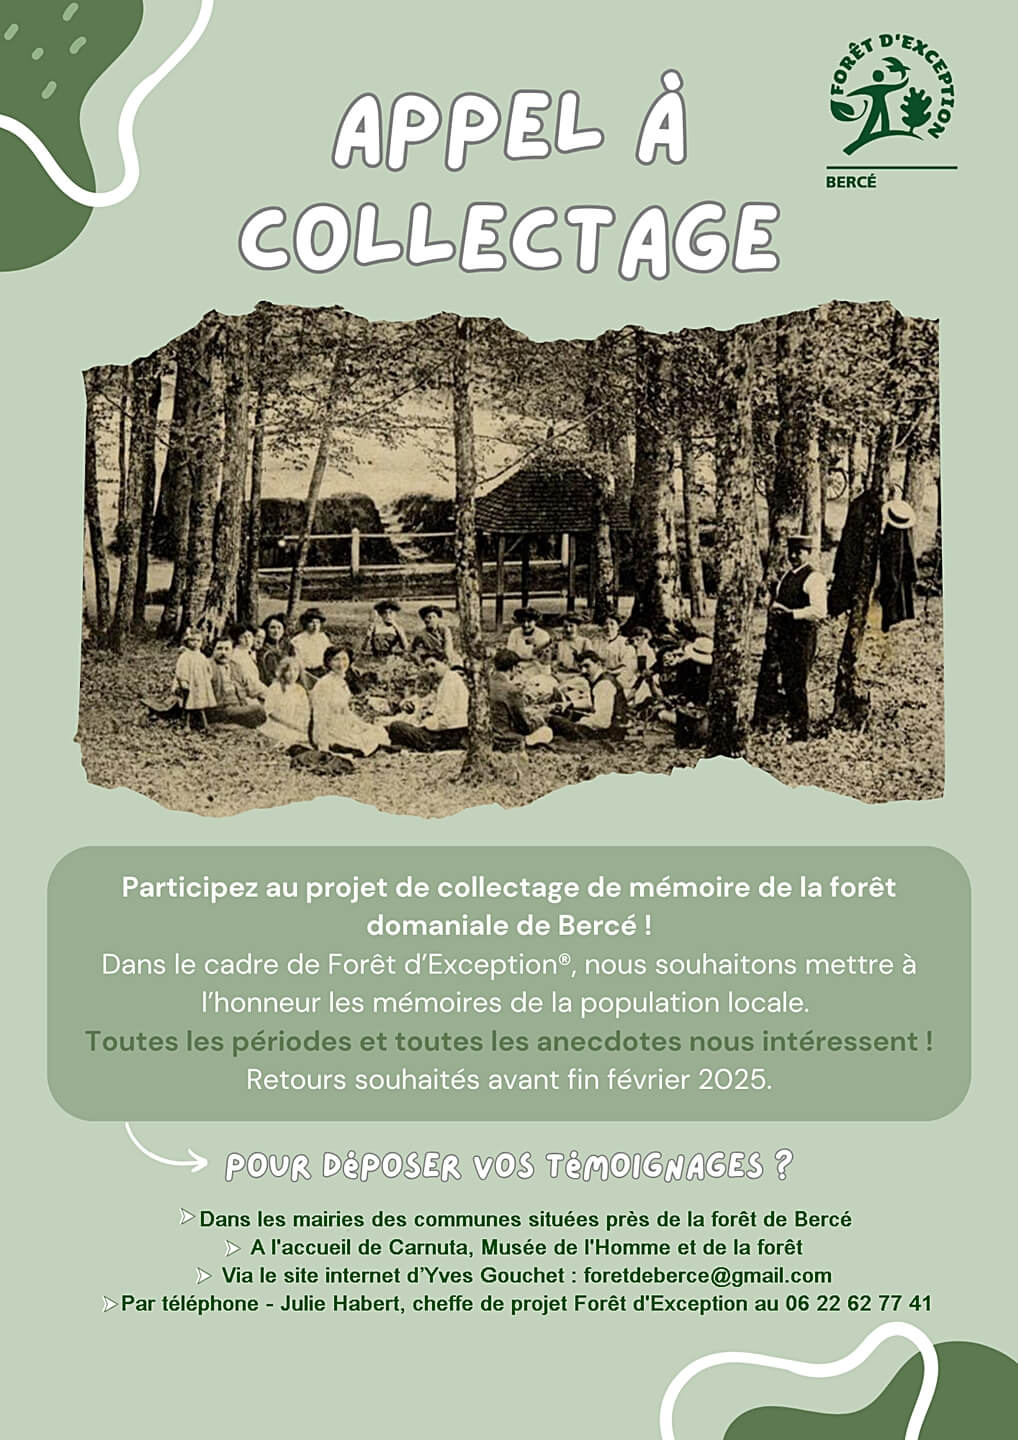 FORÊT D'EXCEPTION
BERCÉ
APPEL À
COLLECTAGE
Participez au projet de collectage de mémoire de la forêt
domaniale de Bercé !
Dans le cadre de Forêt d’Exception®, nous souhaitons mettre à
l’honneur les mémoires de la population locale.
Toutes les périodes et toutes les anecdotes nous intéressent !
Retours souhaités avant fin février 2025.
POUR DéPOSER VOS TéMOIGNAGES ?
Dans les mairies des communes situées près de la forêt de Bercé
A l'accueil de Carnuta, Musée de l'Homme et de la forêt
Via le site internet d’Yves Gouchet : foretdeberce@gmail.com
Par téléphone - Julie Habert, cheffe de projet Forêt d'Exception au 06 22 62 77 41